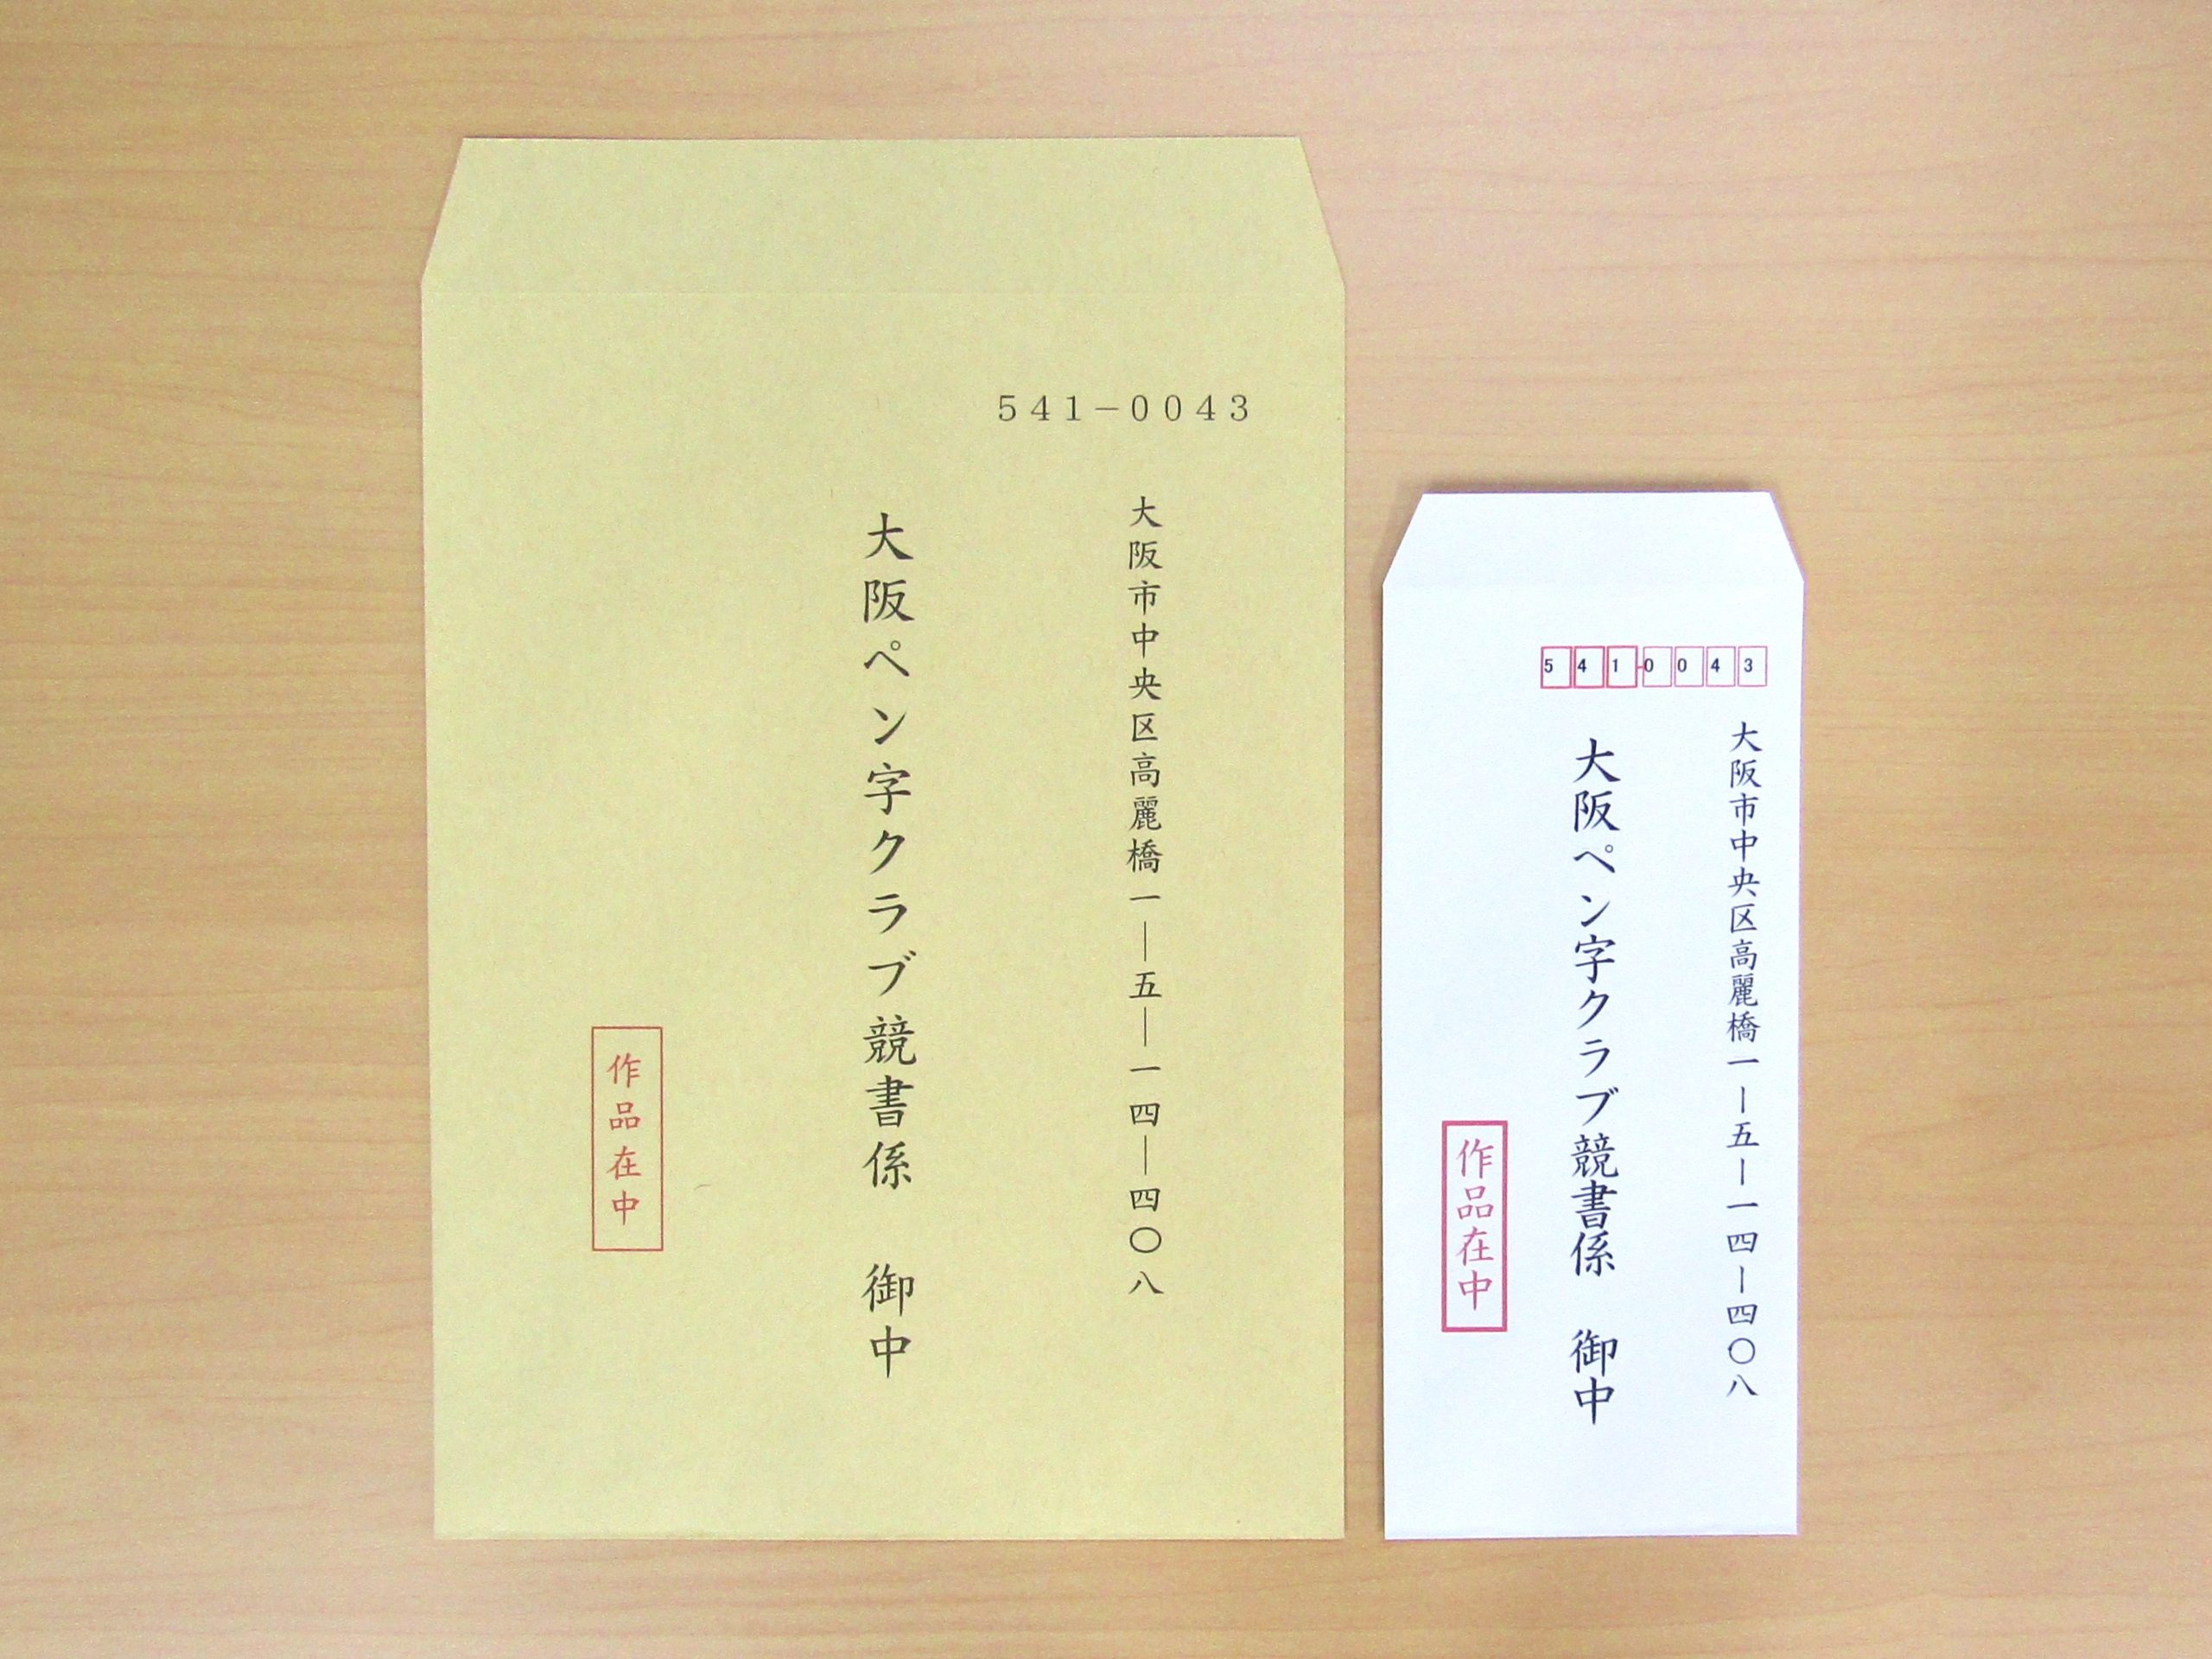 541-0043
大阪市中央区高麗橋一―五―一四―四〇八
大阪ペン字クラブ競書係　御中
作品在中
541-0043
大阪市中央区高麗橋一―五―一四―四〇八
大阪ペン字クラブ競書係　御中
作品在中